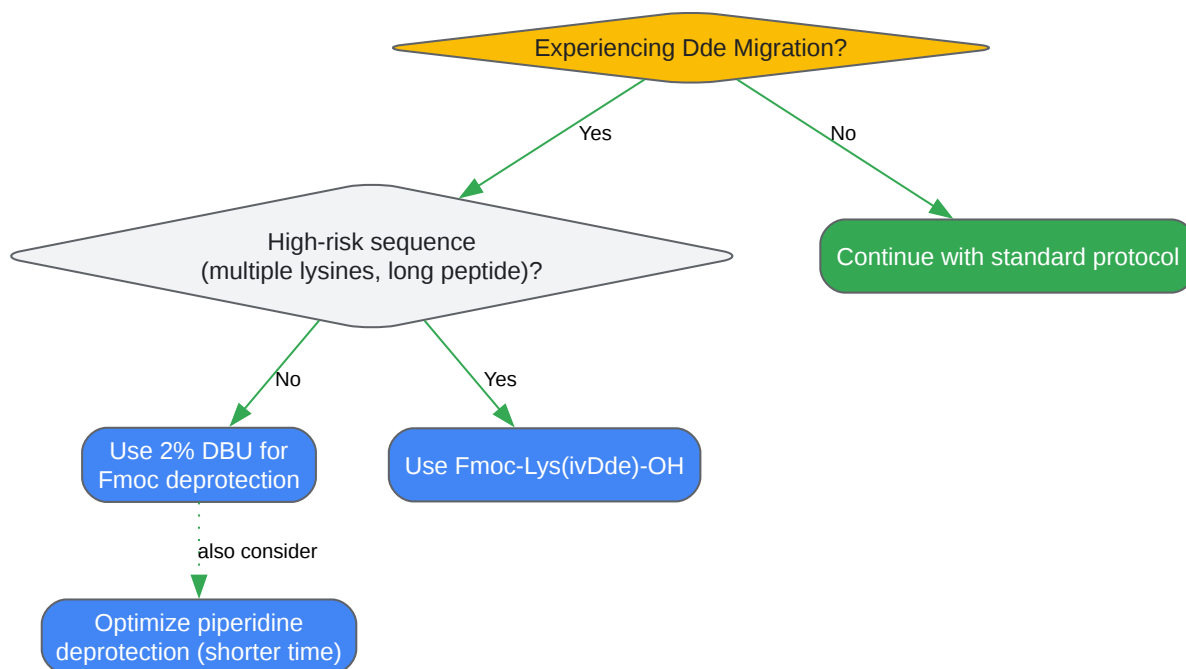 Experiencing Dde Migration?
Yes
No
High-risk sequence
(multiple lysines, long peptide)?
Continue with standard protocol
No
Yes
Use 2% DBU for
Fmoc deprotection
Use Fmoc-Lys(ivDde)-OH
also consider
Optimize piperidine
deprotection (shorter time)